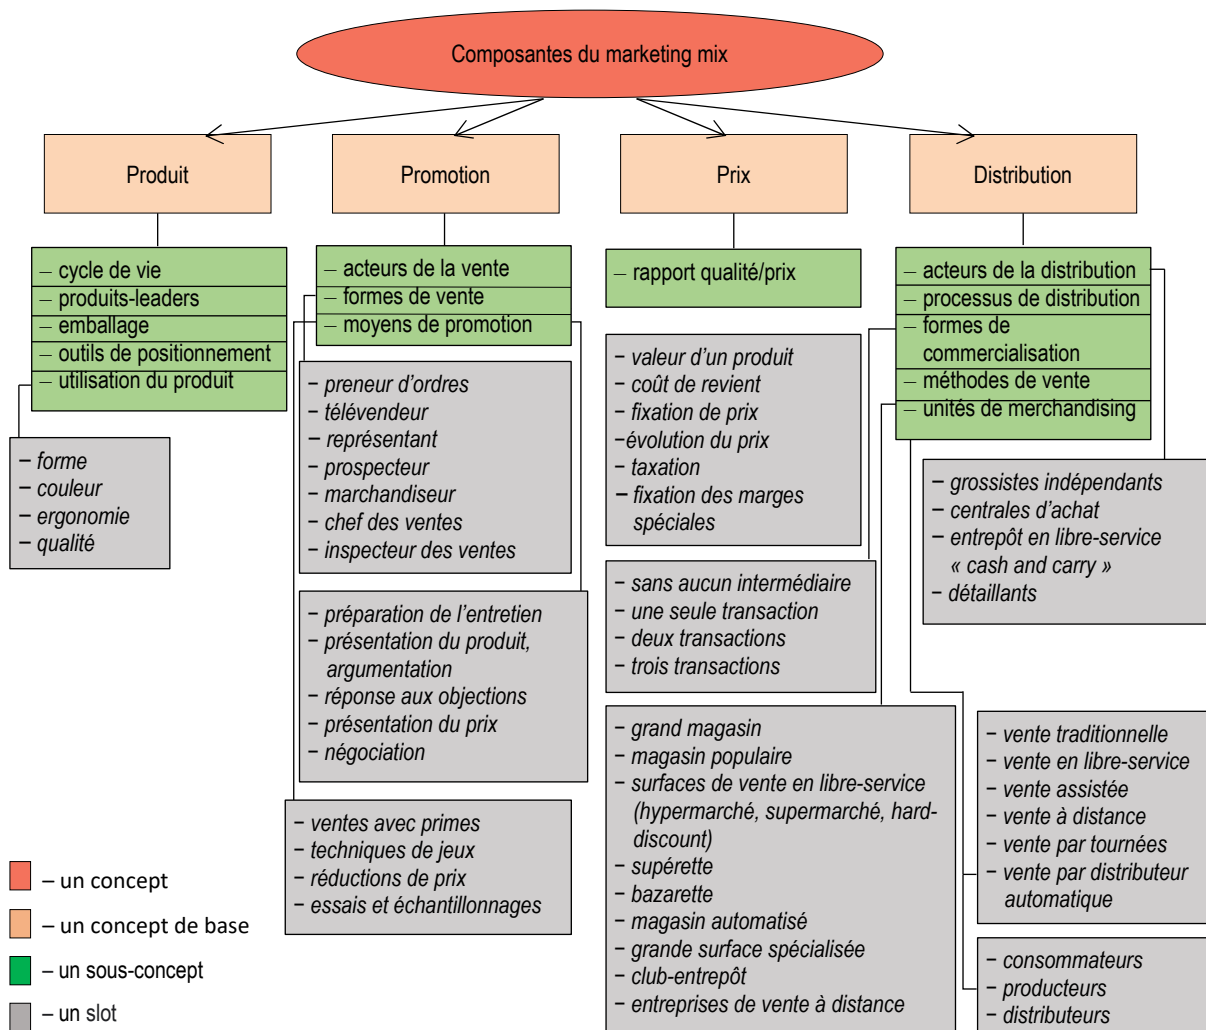 Composantes du marketing mix
Produit
Promotion
Prix
Distribution
– cycle de vie
– produits-leaders
– emballage
– outils de positionnement
– utilisation du produit
– acteurs de la vente
– formes de vente
– moyens de promotion
– rapport qualité/prix
– acteurs de la distribution
– processus de distribution
– formes de
commercialisation
– méthodes de vente
– unités de merchandising
– forme
– couleur
– ergonomie
– qualité
– preneur d’ordres
– télévendeur
– représentant
– prospecteur
– marchandiseur
– chef des ventes
– inspecteur des ventes
– valeur d’un produit
– coût de revient
– fixation de prix
–évolution du prix
– taxation
– fixation des marges
spéciales
– grossistes indépendants
– centrales d’achat
– entrepôt en libre-service
« cash and carry »
– détaillants
– préparation de l’entretien
– présentation du produit,
argumentation
– réponse aux objections
– présentation du prix
– négociation
– sans aucun intermédiaire
– une seule transaction
– deux transactions
– trois transactions
– ventes avec primes
– techniques de jeux
– réductions de prix
– essais et échantillonnages
– grand magasin
– magasin populaire
– surfaces de vente en libre-service
(hypermarché, supermarché, hard-
discount)
– supérette
– bazarette
– magasin automatisé
– grande surface spécialisée
– club-entrepôt
– entreprises de vente à distance
– vente traditionnelle
– vente en libre-service
– vente assistée
– vente à distance
– vente par tournées
– vente par distributeur
automatique
– consommateurs
– producteurs
– distributeurs
– un concept
– un concept de base
– un sous-concept
– un slot